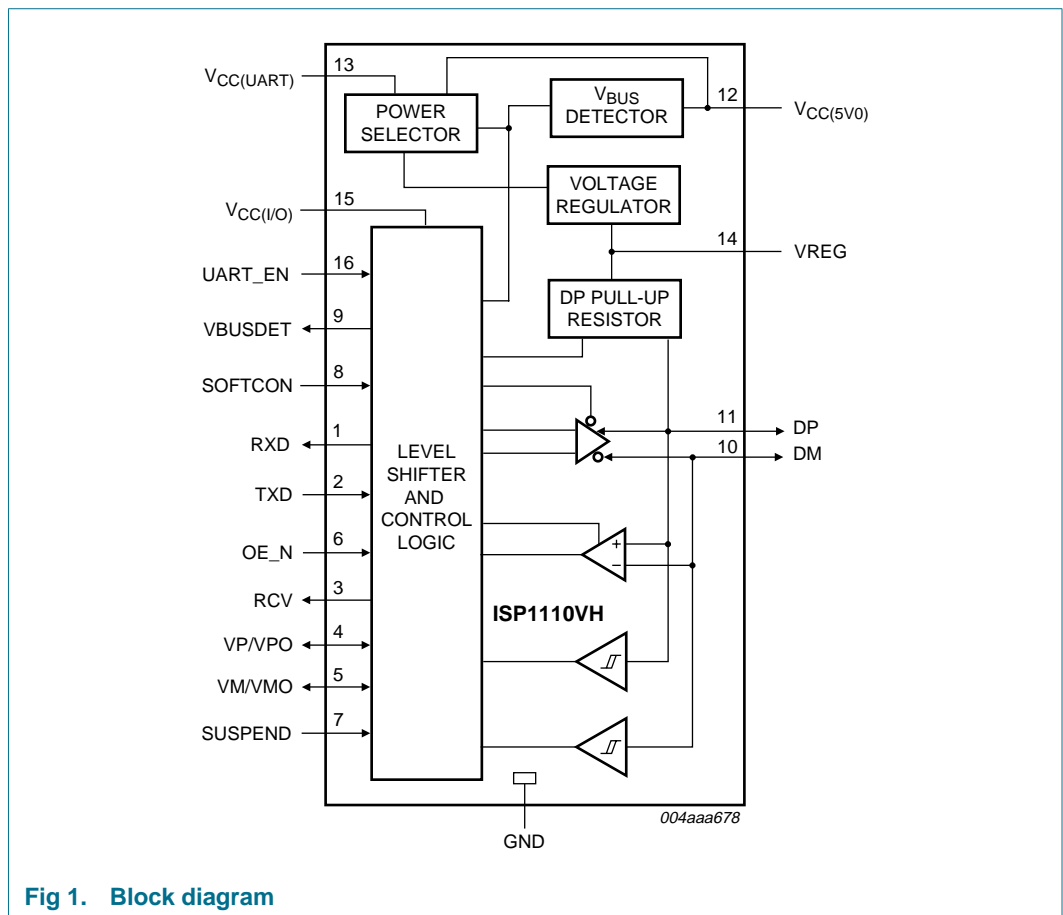 VCC(UART)
13
POWER
SELECTOR
VBUS
DETECTOR
12
VCC(5V0)
VOLTAGE
REGULATOR
VCC(I/O)
15
14
VREG
UART_EN
16
DP PULL-UP
RESISTOR
VBUSDET
9
SOFTCON
8
11
DP
10
DM
RXD
1
LEVEL
SHIFTER
AND
CONTROL
LOGIC
TXD
2
OE_N
6
+
−
RCV
3
ISP1110VH
VP/VPO
4
VM/VMO
5
SUSPEND
7
004aaa678
GND
Fig 1. Block diagram